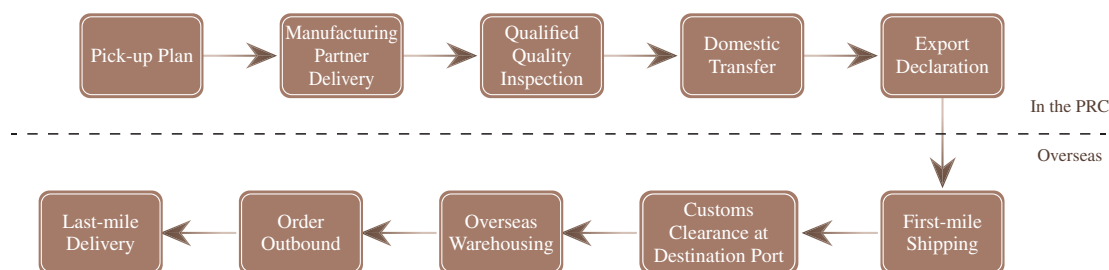 Pick-up Plan
Manufacturing
Partner
Delivery
Qualified
Quality
Inspection
Domestic
Transfer
Export
Declaration
In the PRC
Overseas
Last-mile
Delivery
Order
Outbound
Overseas
Warehousing
Customs
Clearance at
Destination Port
First-mile
Shipping